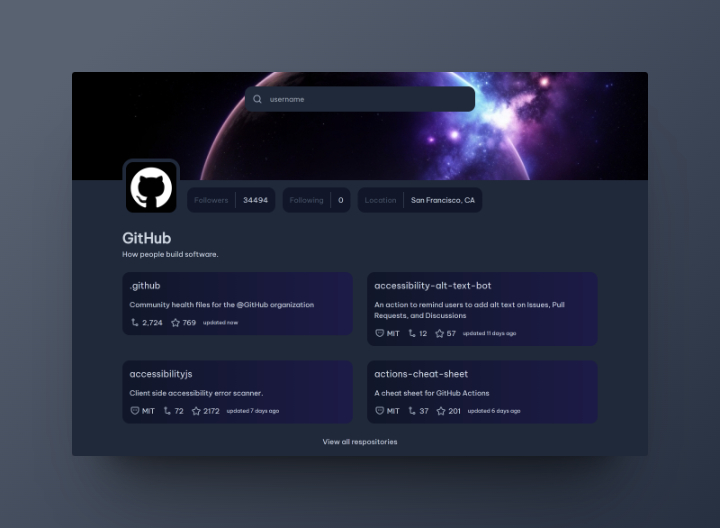 username
Followers 34494 Following 0 Location San Francisco, CA
GitHub
How people build software.
.github
Community health files for the @GitHub organization
2,724 769 updated now
accessibility-alt-text-bot
An action to remind users to add alt text on Issues, Pull
Requests, and Discussions
MIT 12 57 updated 11 days ago
accessibilityjs
Client side accessibility error scanner.
MIT 72 2172 updated 7 days ago
actions-cheat-sheet
A cheat sheet for GitHub Actions
MIT 37 201 updated 6 days ago
View all respositories